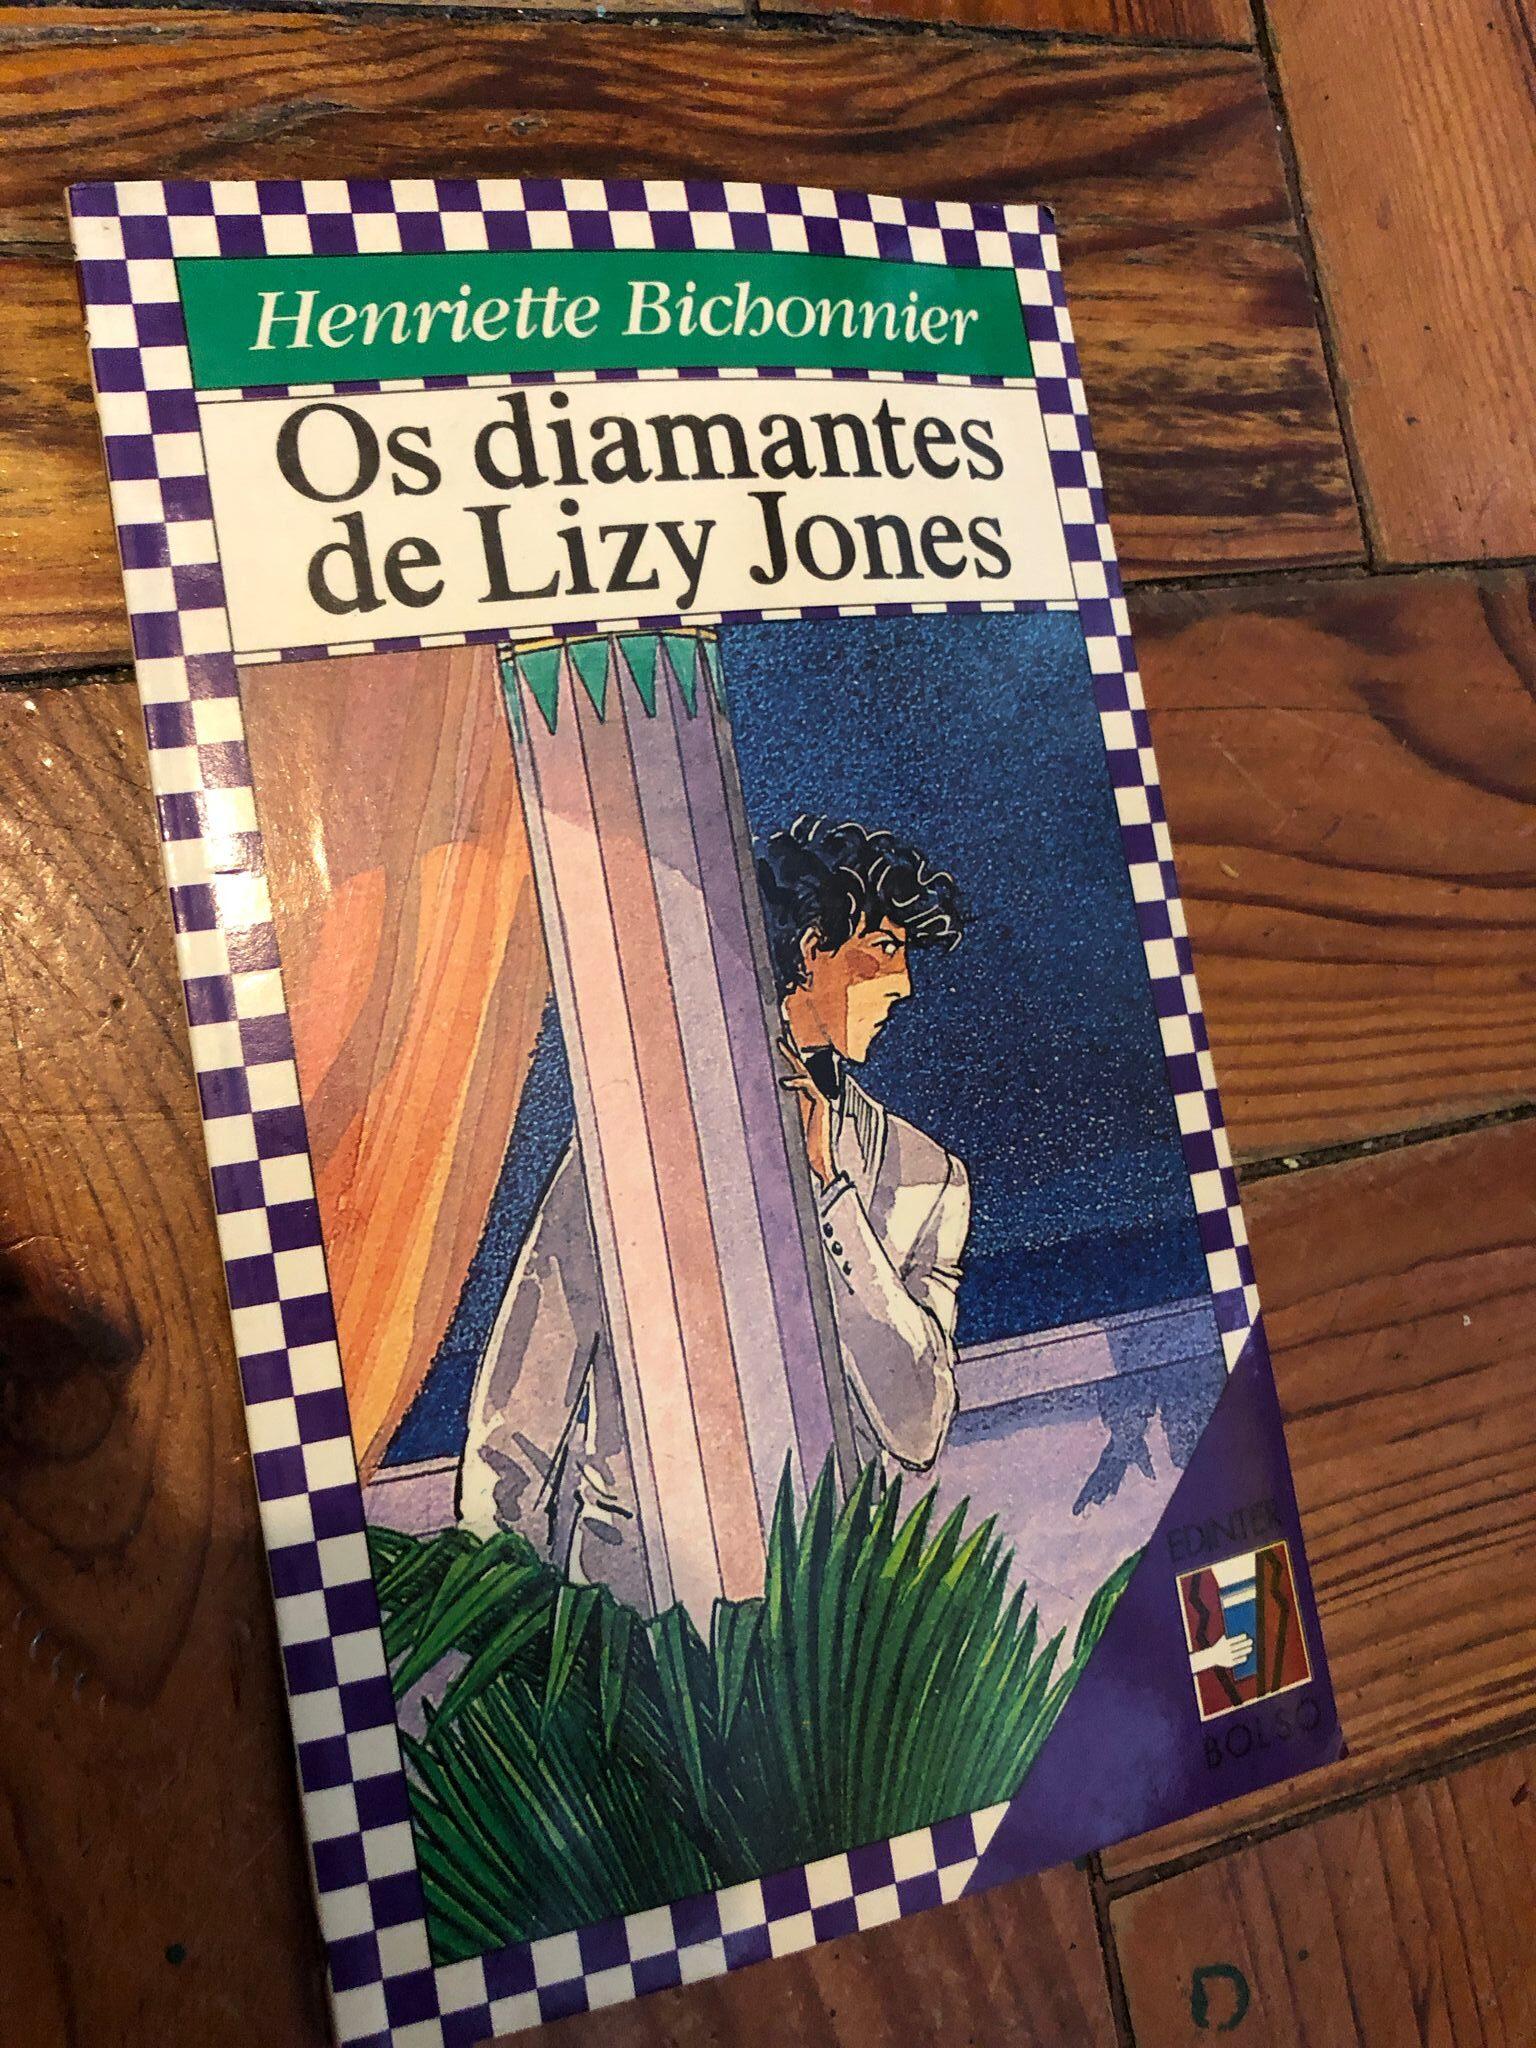 Henriette Bichonnier
Os diamantes
de Lizy Jones
EDINTER
BOLSO
D